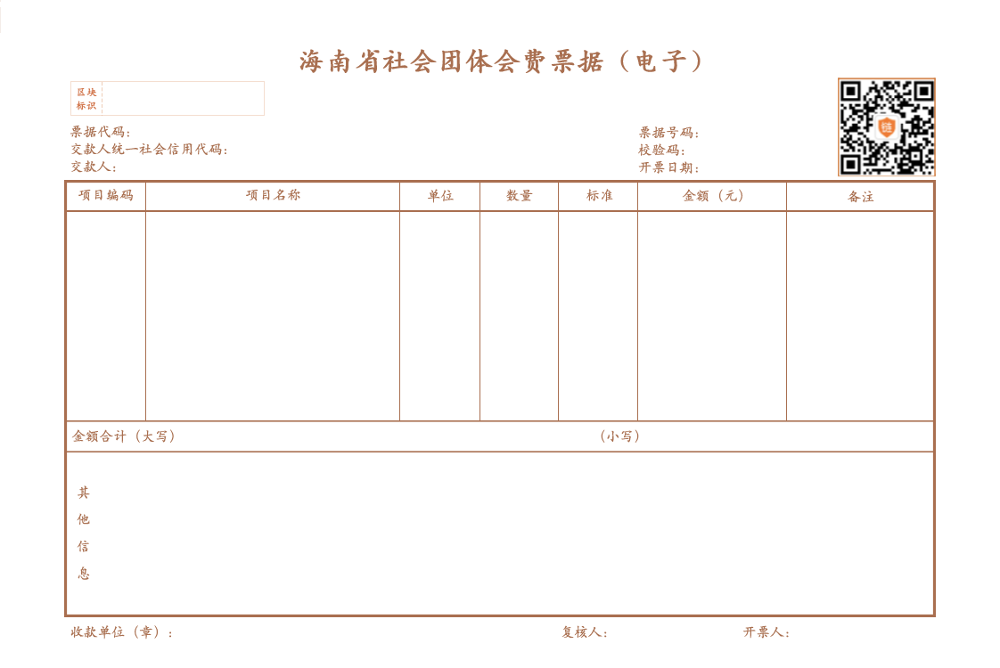 海南省社会团体会费票据（电子）
区块
标识
票据代码：
票据号码：
交款人统一社会信用代码：
校验码：
交款人：
开票日期：
链
项目编码 项目名称 单位 数量 标准 金额（元） 备注
金额合计（大写） （小写）
其
他
信
息
收款单位（章）： 复核人： 开票人：